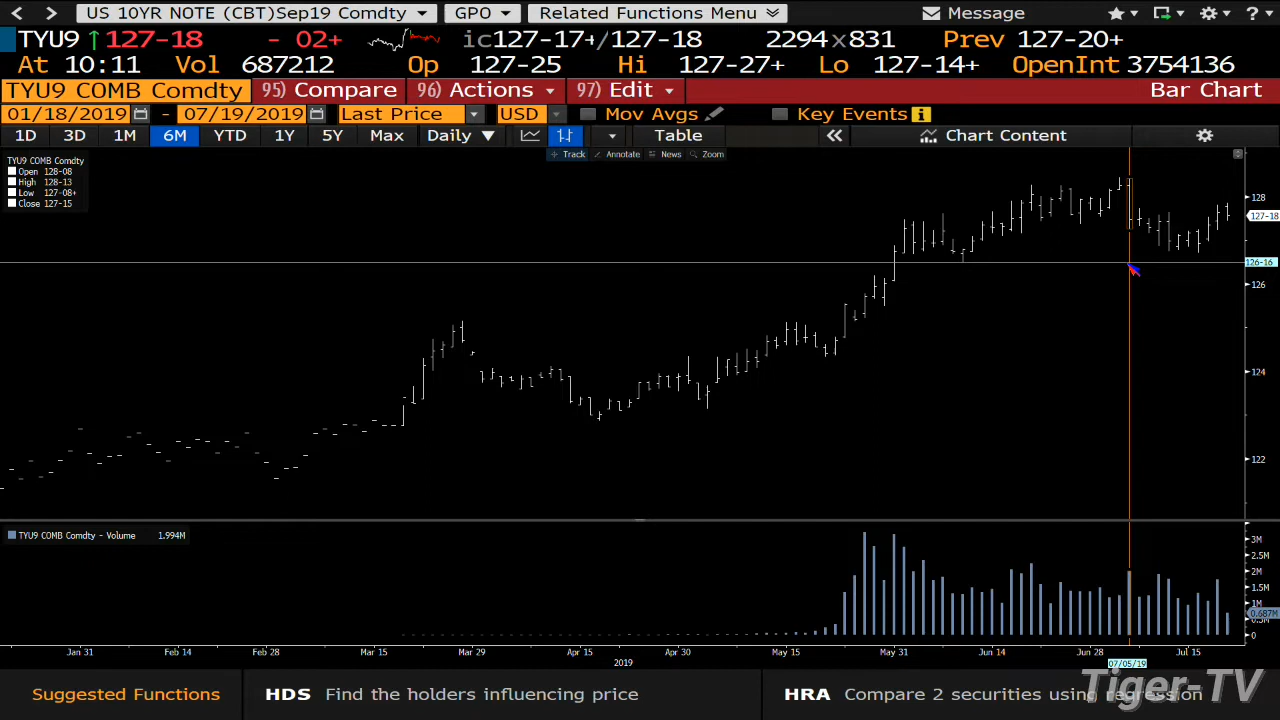 US 10YR NOTE (CBT)Sep19 Comdty GPO Related Functions Menu Message ?
TYU9 ↑127-18 - 02+ ic127-17+/127-18 2294×831 Prev 127-20+
At 10:11 Vol 687212 Op 127-25 Hi 127-27+ Lo 127-14+ OpenInt 3754136
TYU9 COMB Comdty 95) Compare 96) Actions 97) Edit Bar Chart
01/18/2019 - 07/19/2019 Last Price USD Mov Avgs Key Events i
1D 3D 1M 6M YTD 1Y 5Y Max Daily ▼ Table « Chart Content
Track Annotate News Zoom
TYU9 COMB Comdty
Open 128-08
High 128-13
Low 127-08+
Close 127-15
128
127-18
126-16
126
124
122
TYU9 COMB Comdty - Volume 1.994M
3M
2.5M
2M
1.5M
1M
0.687M
0.5M
0
Jan 31 Feb 14 Feb 28 Mar 15 Mar 29 Apr 15 Apr 30 May 15 May 31 Jun 14 Jun 28 Jul 15
2019 07/05/19
Tiger-TV
Suggested Functions HDS Find the holders influencing price HRA Compare 2 securities using regression